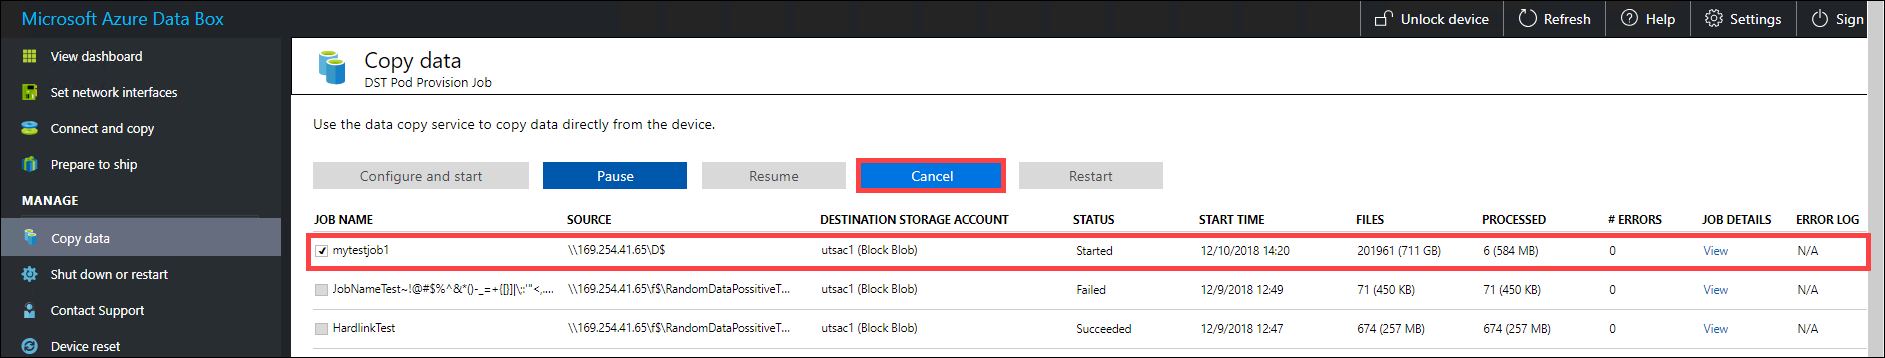 Microsoft Azure Data Box
Unlock device Refresh Help Settings Sign
View dashboard
Set network interfaces
Connect and copy
Prepare to ship
MANAGE
Copy data
Shut down or restart
Contact Support
Device reset
Copy data
DST Pod Provision Job
Use the data copy service to copy data directly from the device.
Configure and start Pause Resume Cancel Restart
JOB NAME SOURCE DESTINATION STORAGE ACCOUNT STATUS START TIME FILES PROCESSED # ERRORS JOB DETAILS ERROR LOG
mytestjob1 \\169.254.41.65\D$ utsac1 (Block Blob) Started 12/10/2018 14:20 201961 (711 GB) 6 (584 MB) 0 View N/A
JobNameTest~!@#$%^&*()-_=+{[}]|\;:'"<,.... \\169.254.41.65\f$\RandomDataPossitiveT... utsac1 (Block Blob) Failed 12/9/2018 12:49 71 (450 KB) 71 (450 KB) 0 View N/A
HardlinkTest \\169.254.41.65\f$\RandomDataPossitiveT... utsac1 (Block Blob) Succeeded 12/9/2018 12:47 674 (257 MB) 674 (257 MB) 0 View N/A